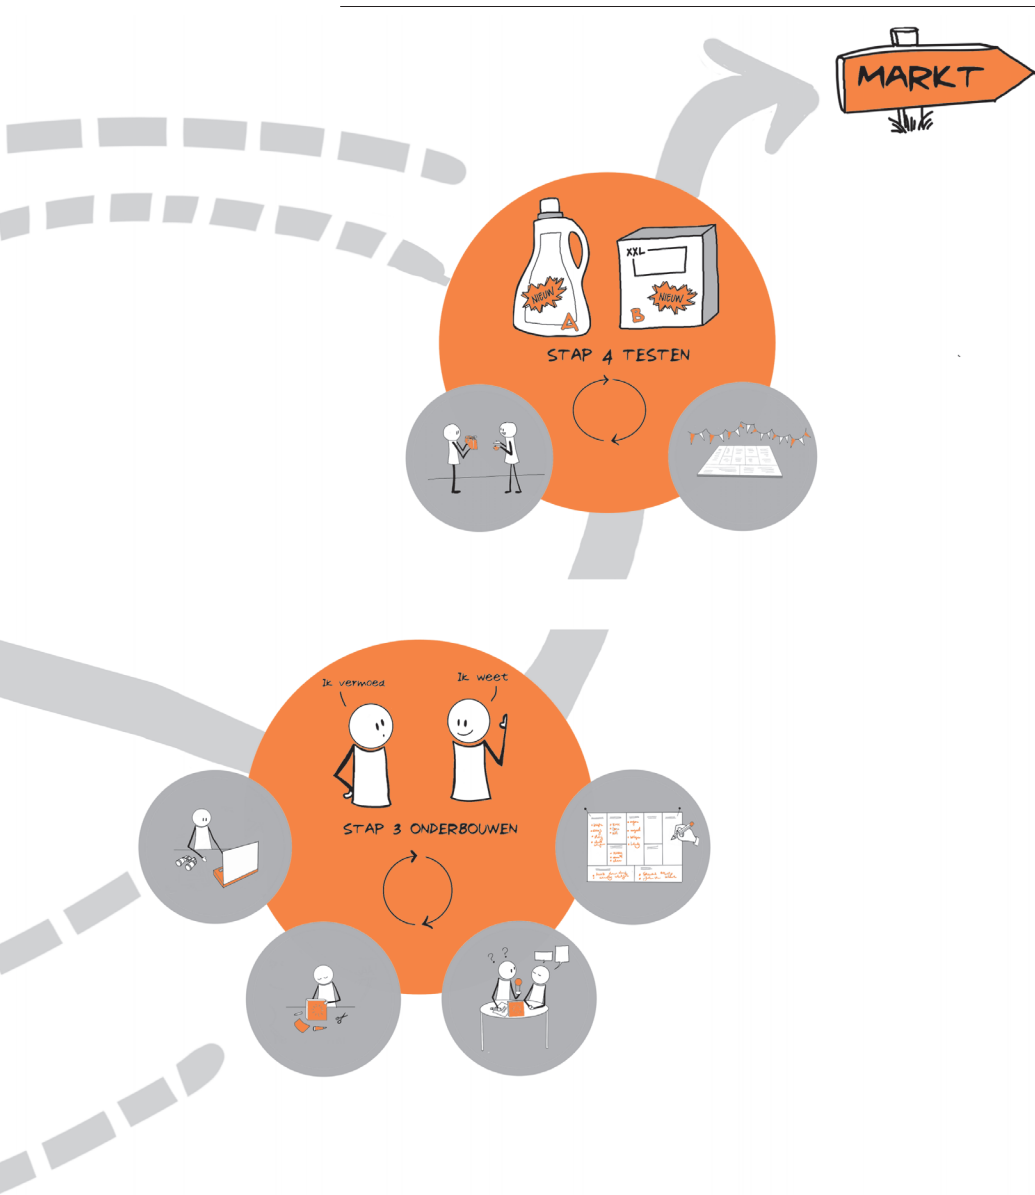 MARKT
XXL
NIEUW
A
NIEUW
B
STAP 4 TESTEN
Ik vermoed
Ik weet
STAP 3 ONDERBOUWEN
? ?